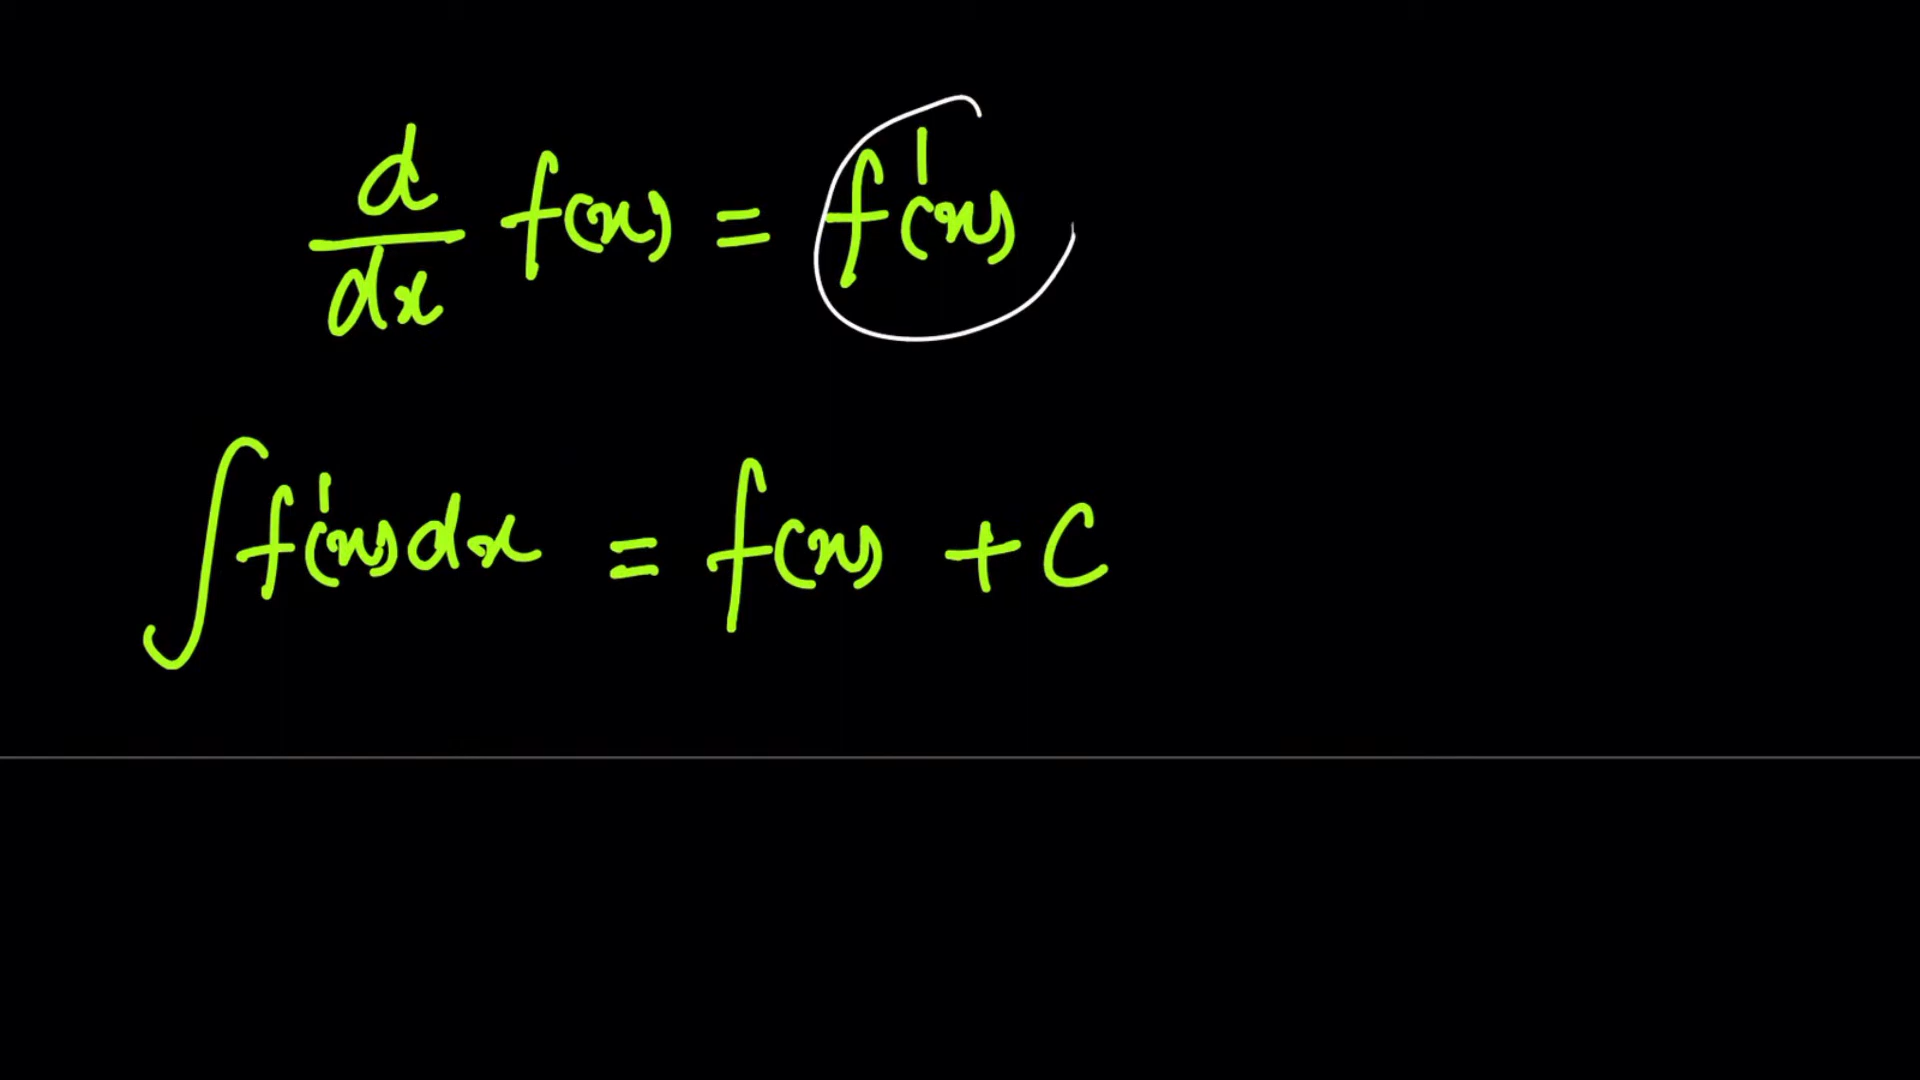 d/dx f(x) = f'(x)
∫f'(x)dx = f(x) + C